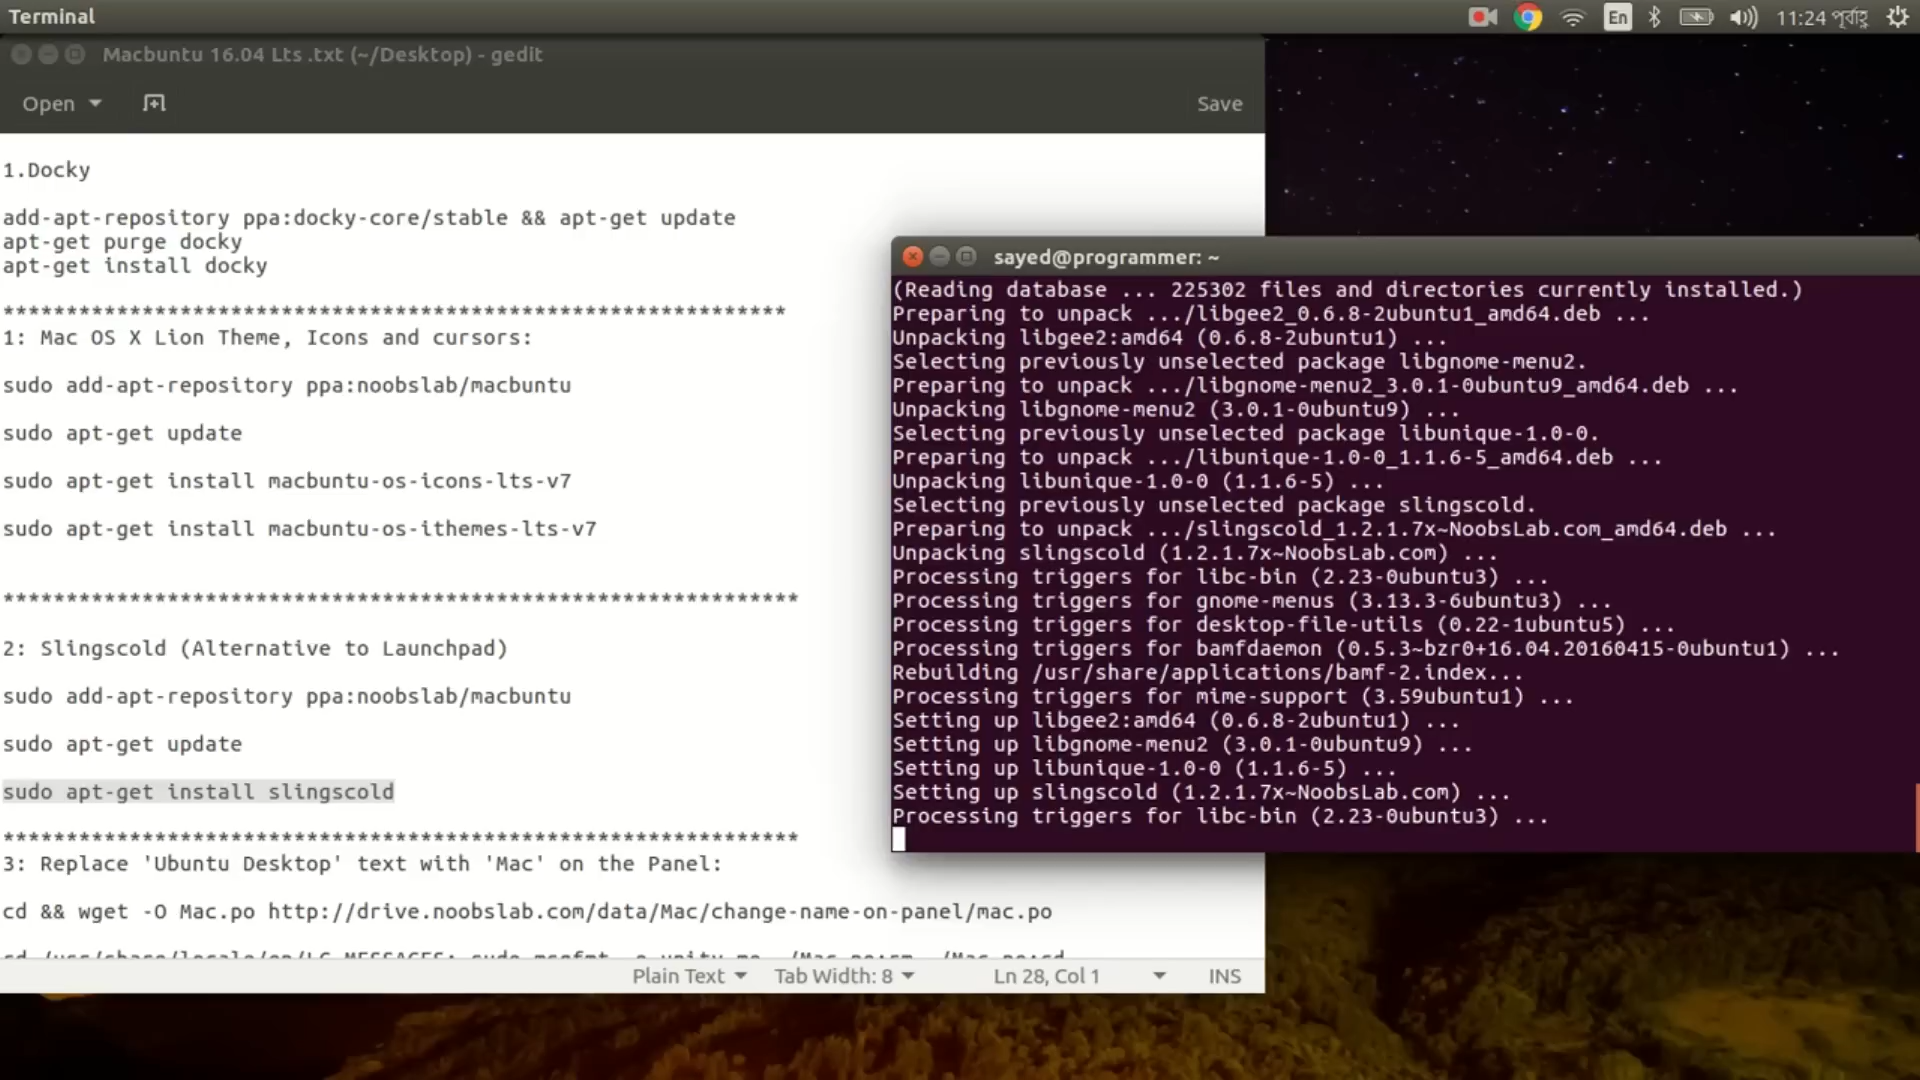 Terminal
En
11:24 পূর্বাহ্ণ
Macbuntu 16.04 Lts .txt (~/Desktop) - gedit
Open
Save
1.Docky
add-apt-repository ppa:docky-core/stable && apt-get update
apt-get purge docky
apt-get install docky
**************************************************************
1: Mac OS X Lion Theme, Icons and cursors:
sudo add-apt-repository ppa:noobslab/macbuntu
sudo apt-get update
sudo apt-get install macbuntu-os-icons-lts-v7
sudo apt-get install macbuntu-os-ithemes-lts-v7
***************************************************************
2: Slingscold (Alternative to Launchpad)
sudo add-apt-repository ppa:noobslab/macbuntu
sudo apt-get update
sudo apt-get install slingscold
***************************************************************
3: Replace 'Ubuntu Desktop' text with 'Mac' on the Panel:
cd && wget -O Mac.po http://drive.noobslab.com/data/Mac/change-name-on-panel/mac.po
Plain Text
Tab Width: 8
Ln 28, Col 1
INS
sayed@programmer: ~
(Reading database ... 225302 files and directories currently installed.)
Preparing to unpack .../libgee2_0.6.8-2ubuntu1_amd64.deb ...
Unpacking libgee2:amd64 (0.6.8-2ubuntu1) ...
Selecting previously unselected package libgnome-menu2.
Preparing to unpack .../libgnome-menu2_3.0.1-0ubuntu9_amd64.deb ...
Unpacking libgnome-menu2 (3.0.1-0ubuntu9) ...
Selecting previously unselected package libunique-1.0-0.
Preparing to unpack .../libunique-1.0-0_1.1.6-5_amd64.deb ...
Unpacking libunique-1.0-0 (1.1.6-5) ...
Selecting previously unselected package slingscold.
Preparing to unpack .../slingscold_1.2.1.7x~NoobsLab.com_amd64.deb ...
Unpacking slingscold (1.2.1.7x~NoobsLab.com) ...
Processing triggers for libc-bin (2.23-0ubuntu3) ...
Processing triggers for gnome-menus (3.13.3-6ubuntu3) ...
Processing triggers for desktop-file-utils (0.22-1ubuntu5) ...
Processing triggers for bamfdaemon (0.5.3~bzr0+16.04.20160415-0ubuntu1) ...
Rebuilding /usr/share/applications/bamf-2.index...
Processing triggers for mime-support (3.59ubuntu1) ...
Setting up libgee2:amd64 (0.6.8-2ubuntu1) ...
Setting up libgnome-menu2 (3.0.1-0ubuntu9) ...
Setting up libunique-1.0-0 (1.1.6-5) ...
Setting up slingscold (1.2.1.7x~NoobsLab.com) ...
Processing triggers for libc-bin (2.23-0ubuntu3) ...